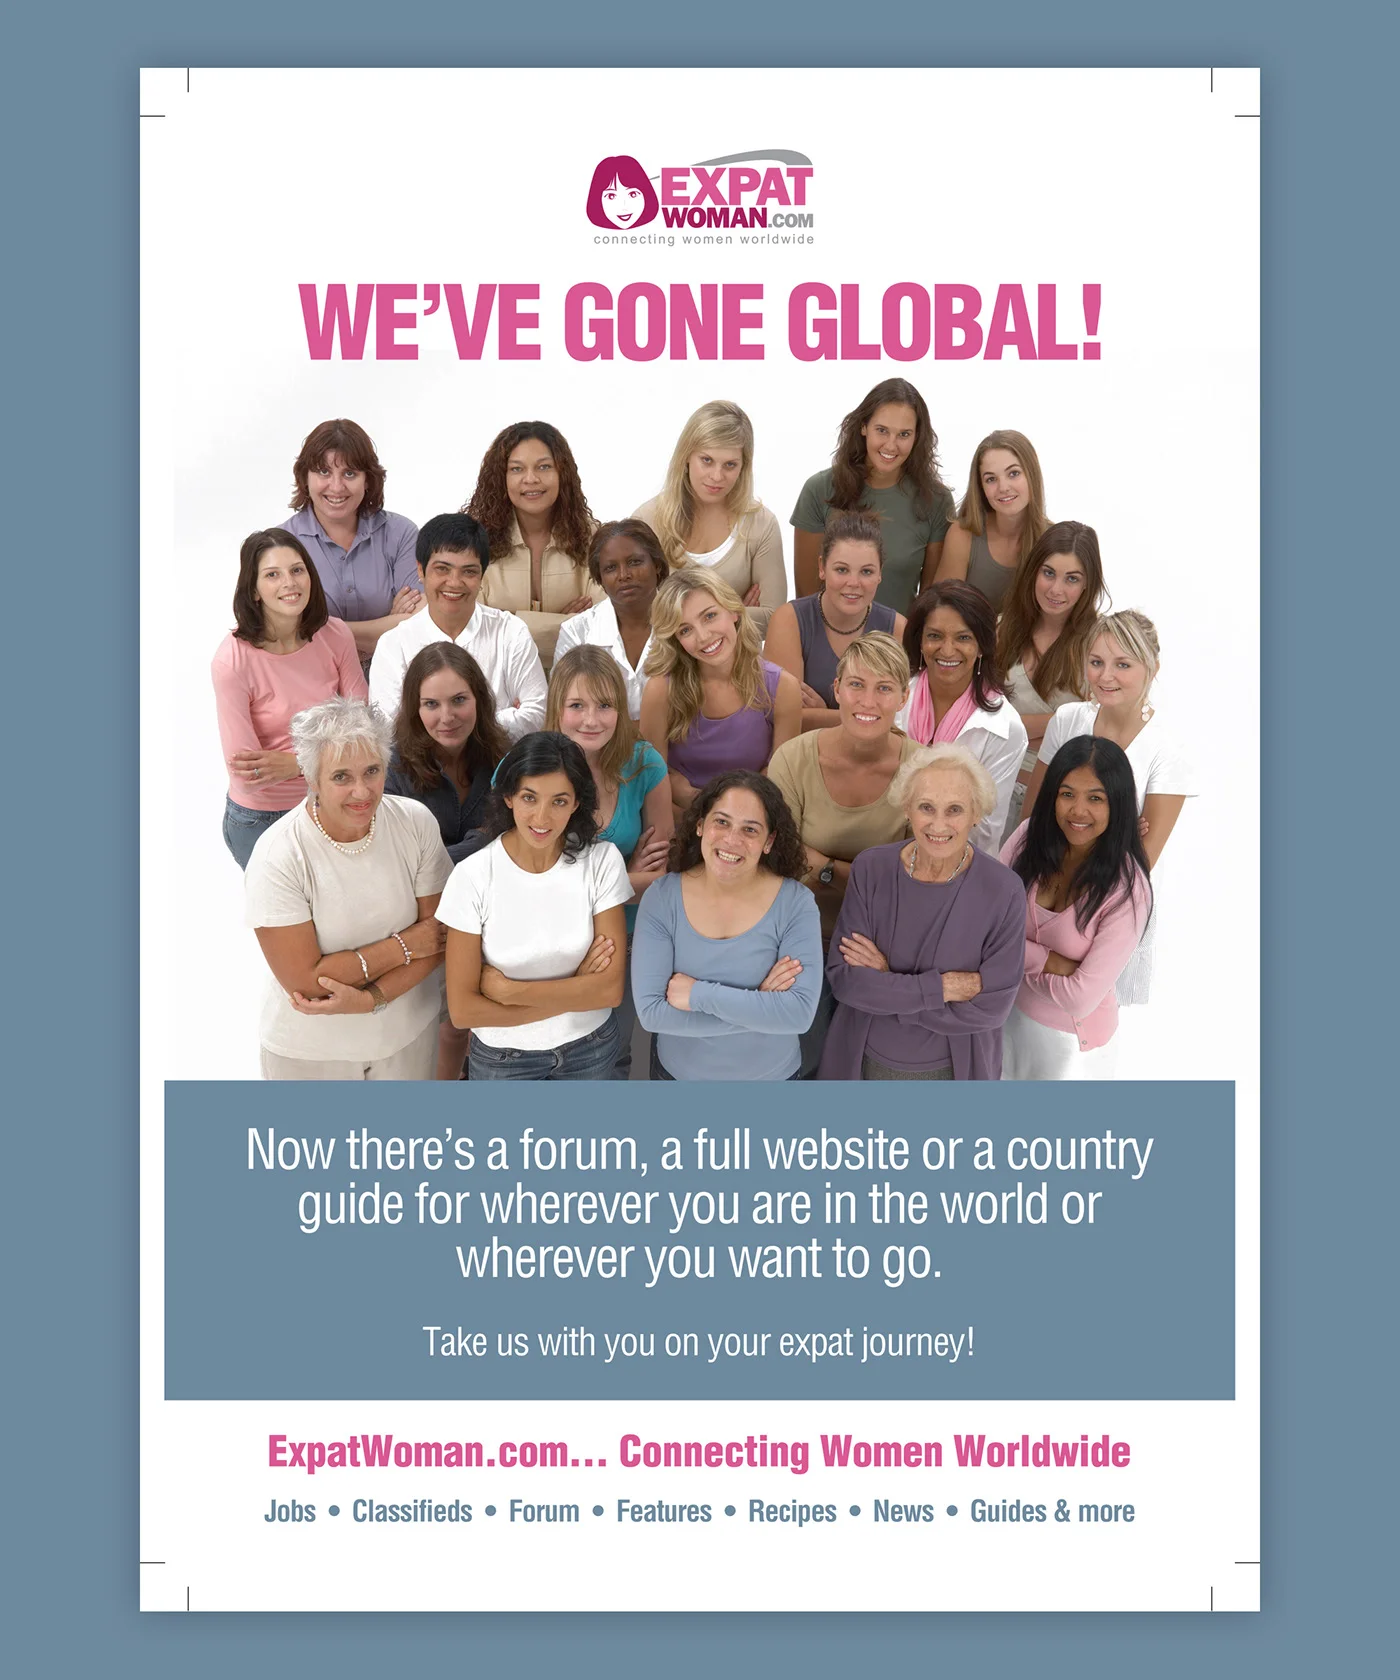 EXPAT
WOMAN.COM
connecting women worldwide
WE'VE GONE GLOBAL!
Now there's a forum, a full website or a country
guide for wherever you are in the world or
wherever you want to go.
Take us with you on your expat journey!
ExpatWoman.com... Connecting Women Worldwide
Jobs • Classifieds • Forum • Features • Recipes • News • Guides & more